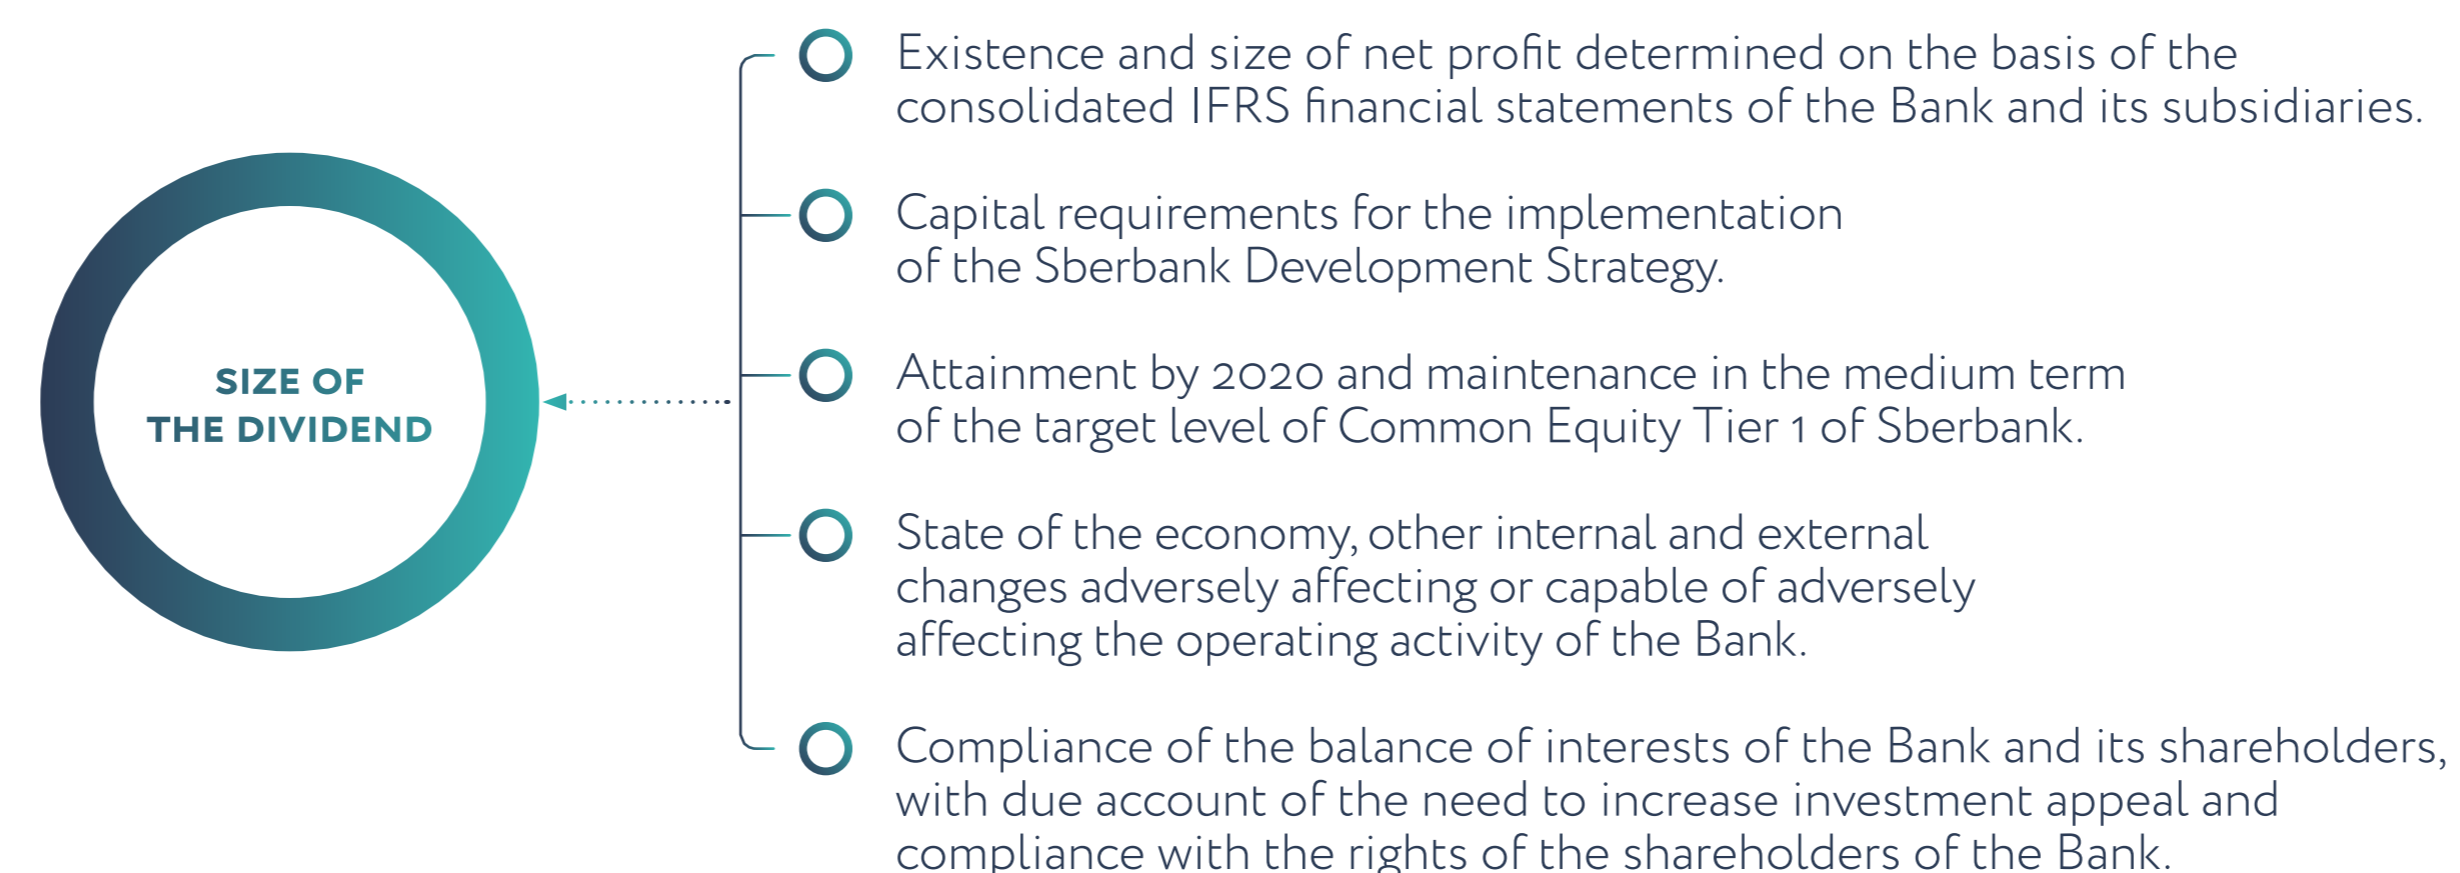 SIZE OF
THE DIVIDEND
Existence and size of net profit determined on the basis of the
consolidated IFRS financial statements of the Bank and its subsidiaries.
Capital requirements for the implementation
of the Sberbank Development Strategy.
Attainment by 2020 and maintenance in the medium term
of the target level of Common Equity Tier 1 of Sberbank.
State of the economy, other internal and external
changes adversely affecting or capable of adversely
affecting the operating activity of the Bank.
Compliance of the balance of interests of the Bank and its shareholders,
with due account of the need to increase investment appeal and
compliance with the rights of the shareholders of the Bank.